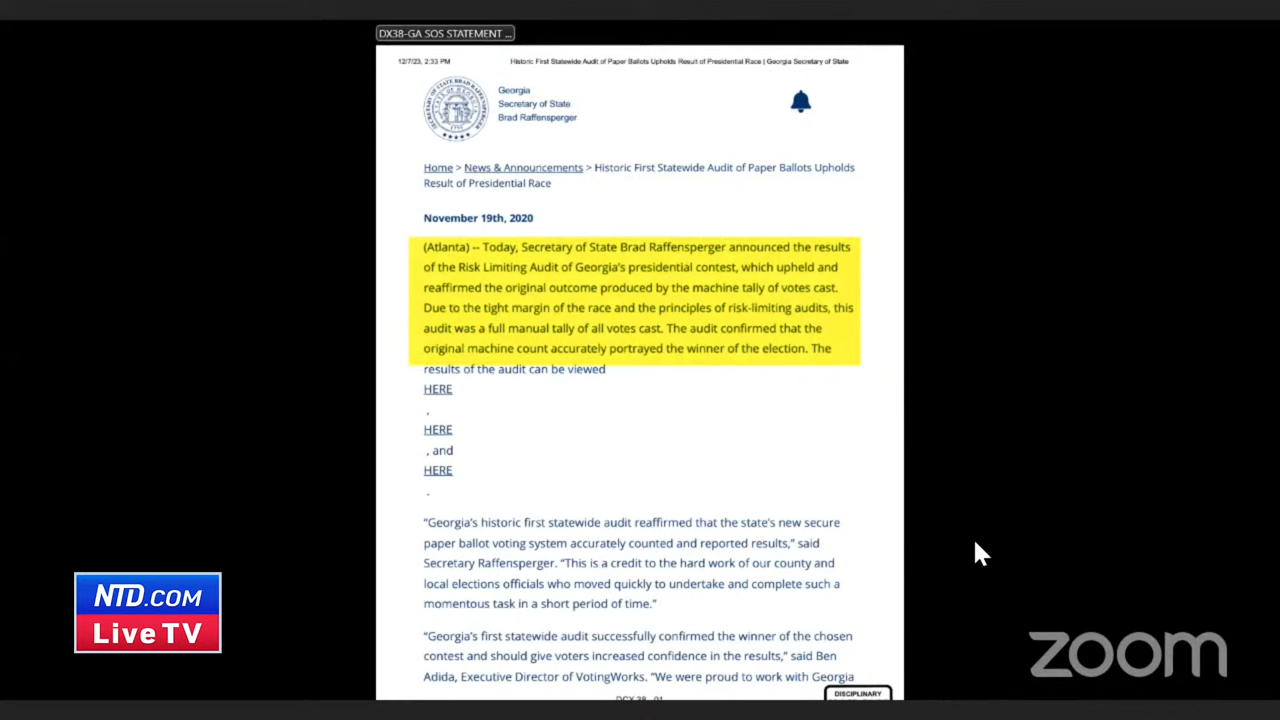 DX38-GA SOS STATEMENT ...
12/7/23, 2:33 PM
Historic First Statewide Audit of Paper Ballots Upholds Result of Presidential Race | Georgia Secretary of State
Georgia
Secretary of State
Brad Raffensperger
Home > News & Announcements > Historic First Statewide Audit of Paper Ballots Upholds
Result of Presidential Race
November 19th, 2020
(Atlanta) -- Today, Secretary of State Brad Raffensperger announced the results
of the Risk Limiting Audit of Georgia's presidential contest, which upheld and
reaffirmed the original outcome produced by the machine tally of votes cast.
Due to the tight margin of the race and the principles of risk-limiting audits, this
audit was a full manual tally of all votes cast. The audit confirmed that the
original machine count accurately portrayed the winner of the election. The
results of the audit can be viewed
HERE
,
HERE
, and
HERE
.
“Georgia's historic first statewide audit reaffirmed that the state's new secure
paper ballot voting system accurately counted and reported results,” said
Secretary Raffensperger. “This is a credit to the hard work of our county and
local elections officials who moved quickly to undertake and complete such a
momentous task in a short period of time.”
“Georgia's first statewide audit successfully confirmed the winner of the chosen
contest and should give voters increased confidence in the results,” said Ben
Adida, Executive Director of VotingWorks. “We were proud to work with Georgia
DISCIPLINARY
NTD.COM
Live TV
zoom